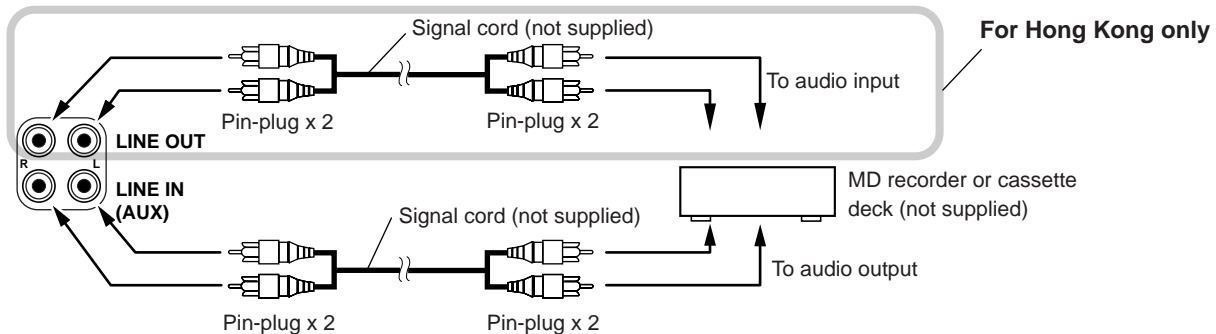 Signal cord (not supplied)
For Hong Kong only
To audio input
Pin-plug x 2
Pin-plug x 2
LINE OUT
R
L
LINE IN
(AUX)
MD recorder or cassette
deck (not supplied)
Signal cord (not supplied)
To audio output
Pin-plug x 2
Pin-plug x 2